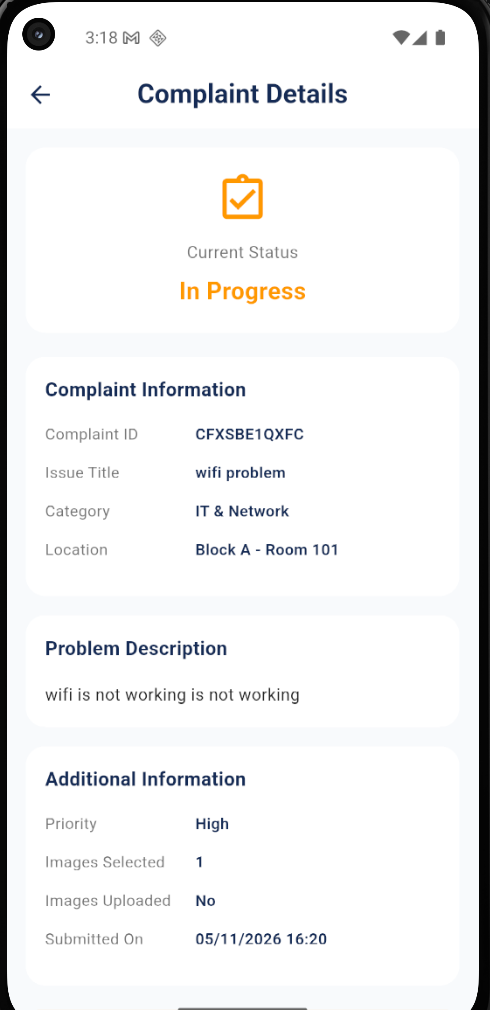 3:18
Complaint Details
Current Status
In Progress
Complaint Information
Complaint ID CFXSBE1QXFC
Issue Title wifi problem
Category IT & Network
Location Block A - Room 101
Problem Description
wifi is not working is not working
Additional Information
Priority High
Images Selected 1
Images Uploaded No
Submitted On 05/11/2026 16:20